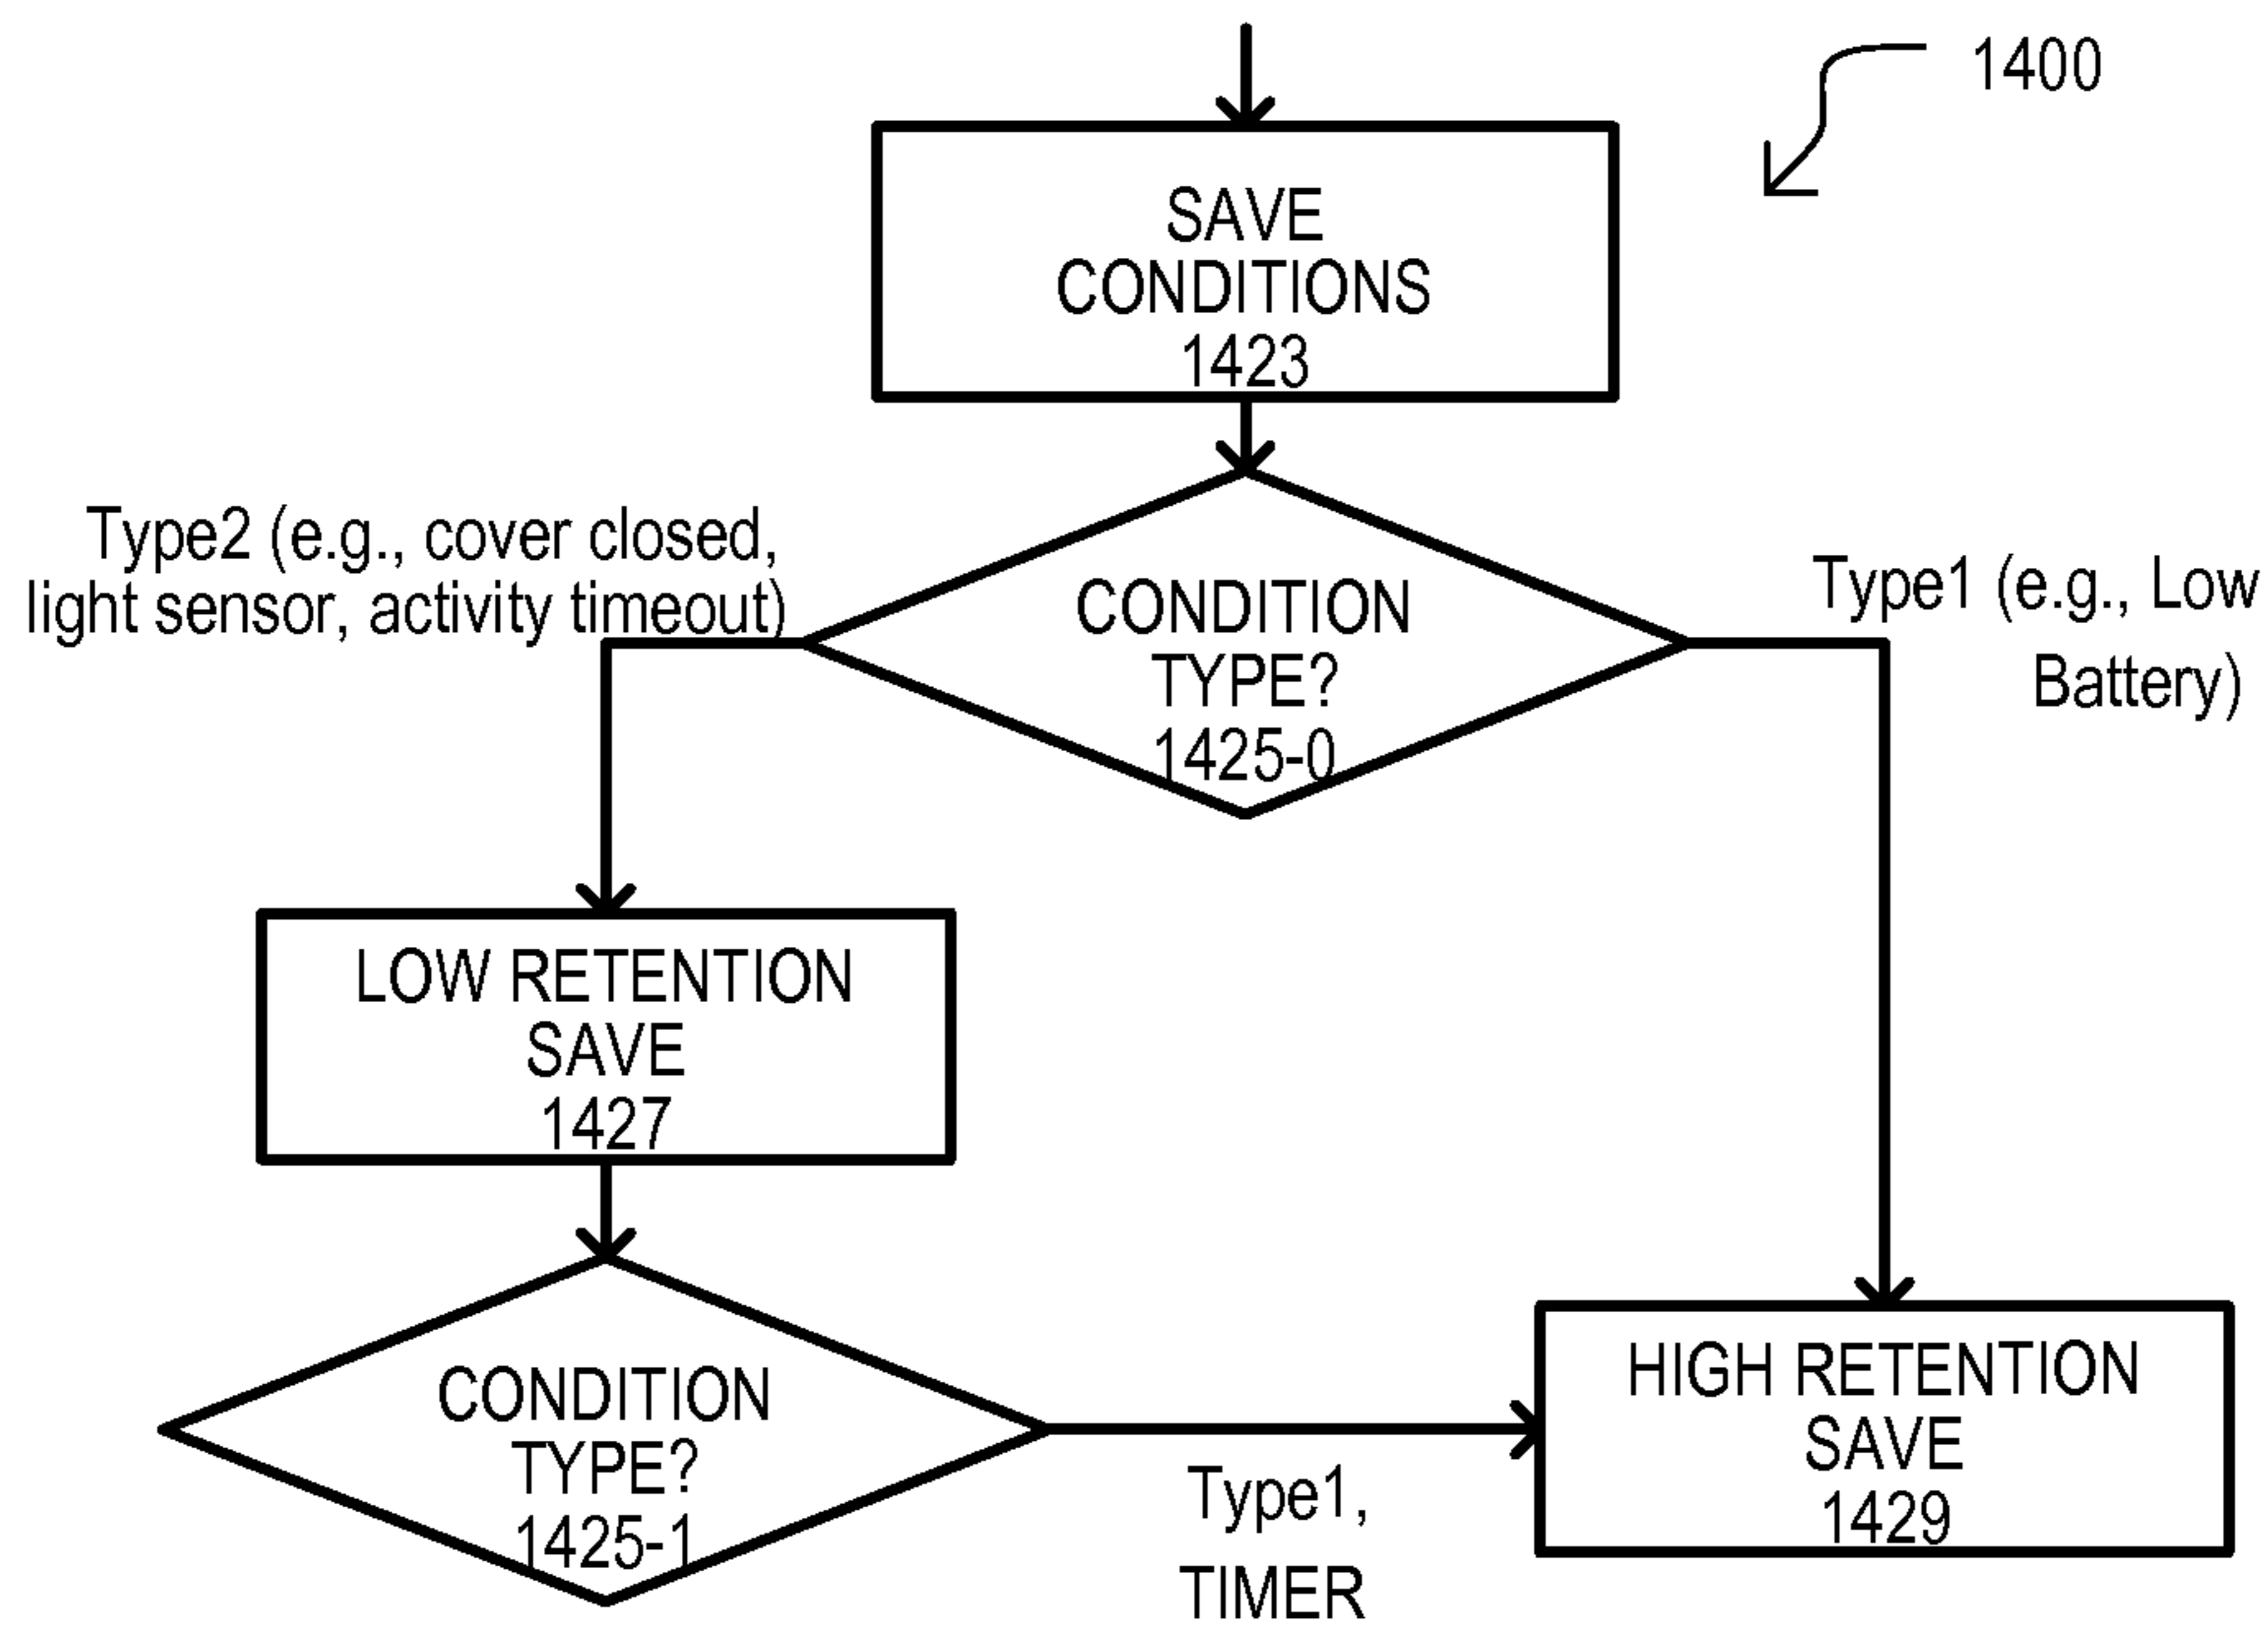 1400
SAVE
CONDITIONS
1423
Type2 (e.g., cover closed,
light sensor, activity timeout)
CONDITION
TYPE?
1425-0
Type1 (e.g., Low
Battery)
LOW RETENTION
SAVE
1427
CONDITION
TYPE?
1425-1
Type1,
TIMER
HIGH RETENTION
SAVE
1429